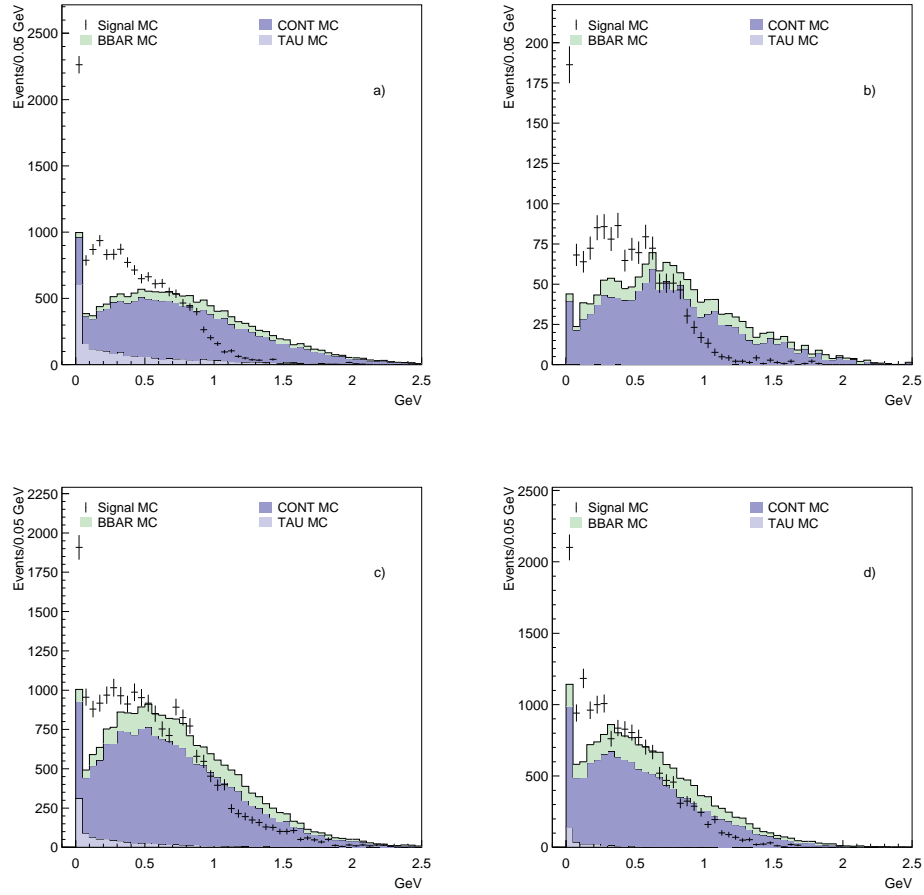 Events/0.05 GeV
Signal MC CONT MC
BBAR MC TAU MC
a)
2500
2000
1500
1000
500
0
0 0.5 1 1.5 2 2.5
GeV
Events/0.05 GeV
Signal MC CONT MC
BBAR MC TAU MC
b)
200
175
150
125
100
75
50
25
0
0 0.5 1 1.5 2 2.5
GeV
Events/0.05 GeV
Signal MC CONT MC
BBAR MC TAU MC
c)
2250
2000
1750
1500
1250
1000
750
500
250
0
0 0.5 1 1.5 2 2.5
GeV
Events/0.05 GeV
Signal MC CONT MC
BBAR MC TAU MC
d)
2500
2000
1500
1000
500
0
0 0.5 1 1.5 2 2.5
GeV